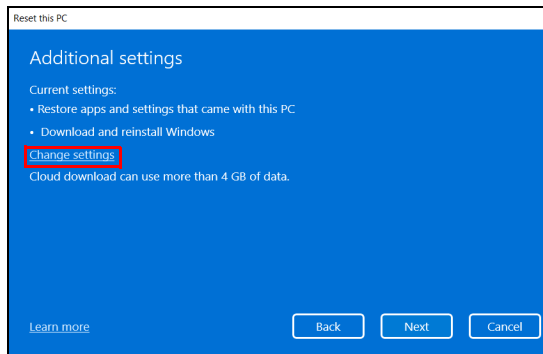 Reset this PC
Additional settings
Current settings:
• Restore apps and settings that came with this PC
• Download and reinstall Windows
Change settings
Cloud download can use more than 4 GB of data.
Learn more
Back
Next
Cancel